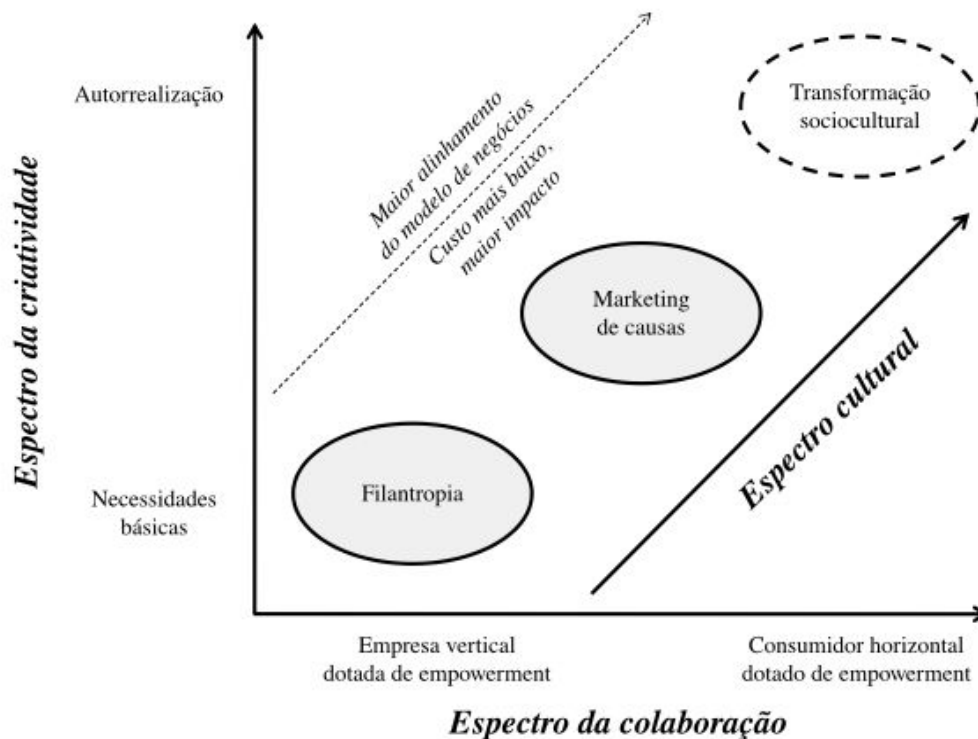 Autorrealização
Transformação
sociocultural
Maior alinhamento
do modelo de negócios
Custo mais baixo,
maior impacto
Espectro da criatividade
Marketing
de causas
Espectro cultural
Filantropia
Necessidades
básicas
Empresa vertical
dotada de empowerment
Consumidor horizontal
dotado de empowerment
Espectro da colaboração